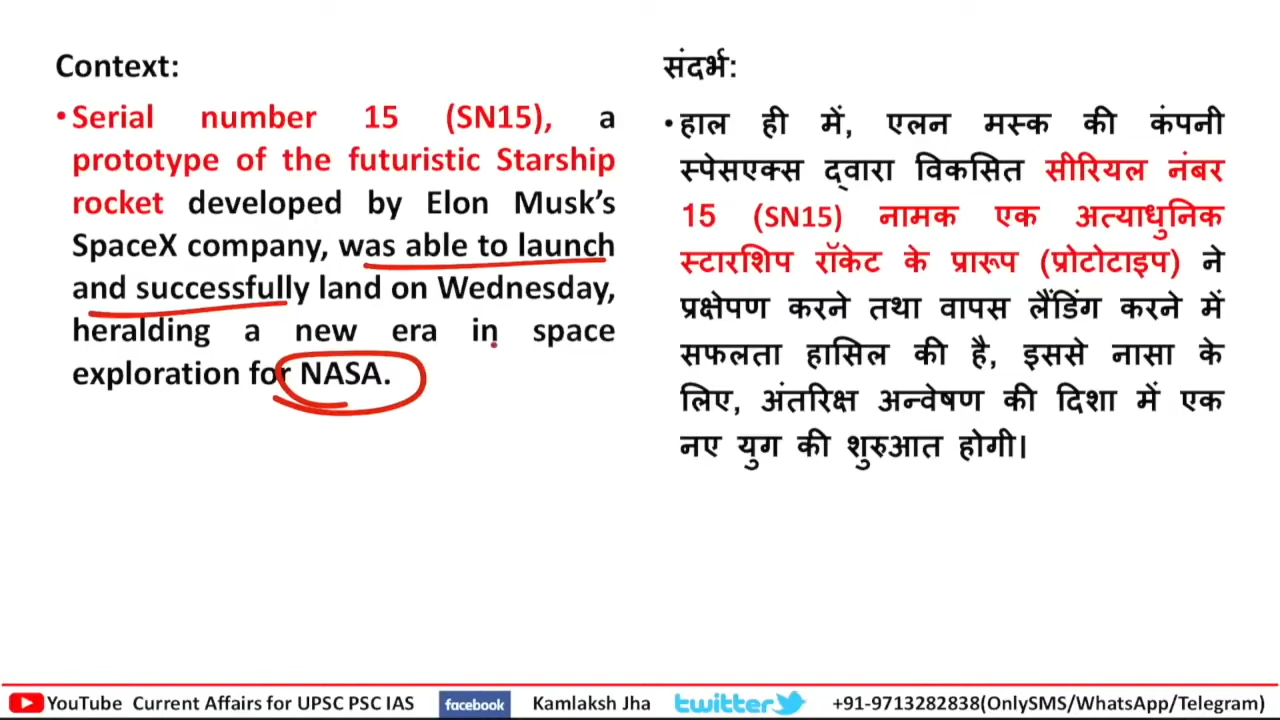 Context:
• Serial number 15 (SN15), a
prototype of the futuristic Starship
rocket developed by Elon Musk's
SpaceX company, was able to launch
and successfully land on Wednesday,
heralding a new era in space
exploration for NASA.
संदर्भ:
• हाल ही में, एलन मस्क की कंपनी
स्पेसएक्स द्वारा विकसित सीरियल नंबर
15 (SN15) नामक एक अत्याधुनिक
स्टारशिप रॉकेट के प्रारूप (प्रोटोटाइप) ने
प्रक्षेपण करने तथा वापस लैंडिंग करने में
सफलता हासिल की है, इससे नासा के
लिए, अंतरिक्ष अन्वेषण की दिशा में एक
नए युग की शुरुआत होगी।
YouTube Current Affairs for UPSC PSC IAS facebook Kamlaksh Jha twitter +91-9713282838(OnlySMS/WhatsApp/Telegram)